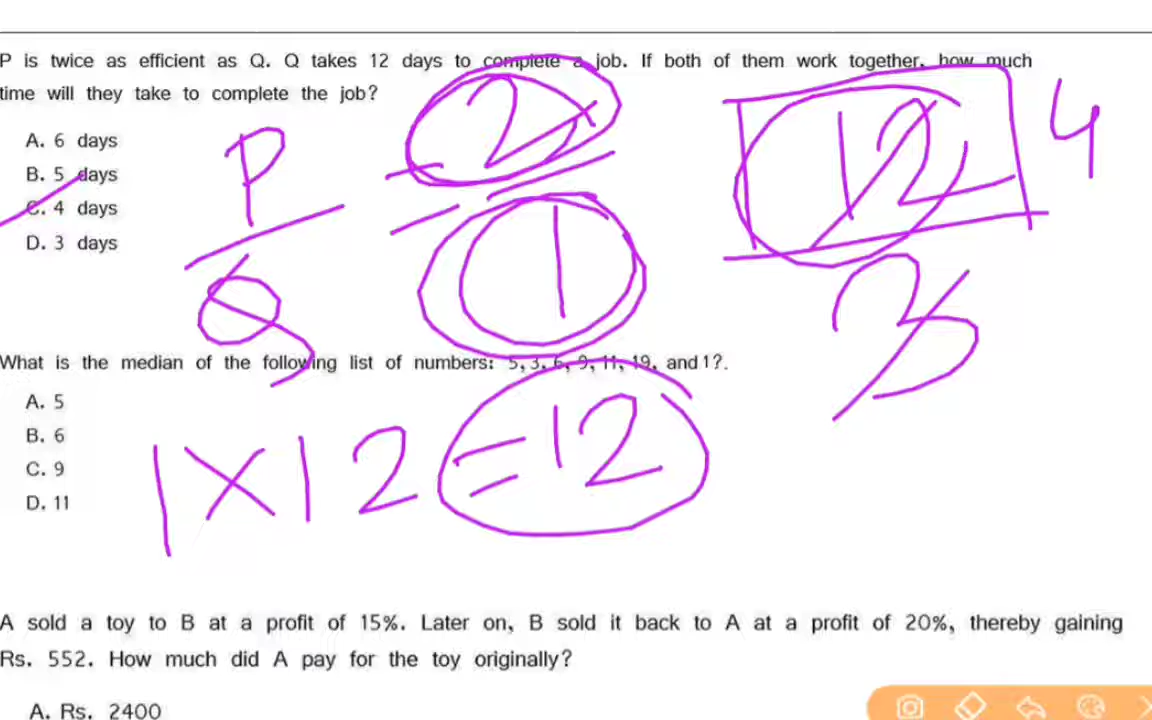 P is twice as efficient as Q. Q takes 12 days to complete a job. If both of them work together, how much
time will they take to complete the job?
A. 6 days
B. 5 days
C. 4 days
D. 3 days
P
Q
=
2
1
12
3
4
What is the median of the following list of numbers: 5, 3, 6, 9, 11, 19, and 1?.
A. 5
B. 6
C. 9
D. 11
1 X 12 = 12
A sold a toy to B at a profit of 15%. Later on, B sold it back to A at a profit of 20%, thereby gaining
Rs. 552. How much did A pay for the toy originally?
A. Rs. 2400